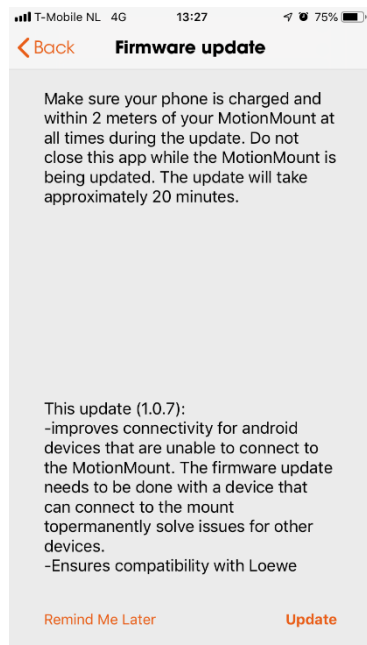 T-Mobile NL 4G 13:27 75%
Back Firmware update
Make sure your phone is charged and
within 2 meters of your MotionMount at
all times during the update. Do not
close this app while the MotionMount is
being updated. The update will take
approximately 20 minutes.
This update (1.0.7):
-improves connectivity for android
devices that are unable to connect to
the MotionMount. The firmware update
needs to be done with a device that
can connect to the mount
topermanently solve issues for other
devices.
-Ensures compatibility with Loewe
Remind Me Later Update